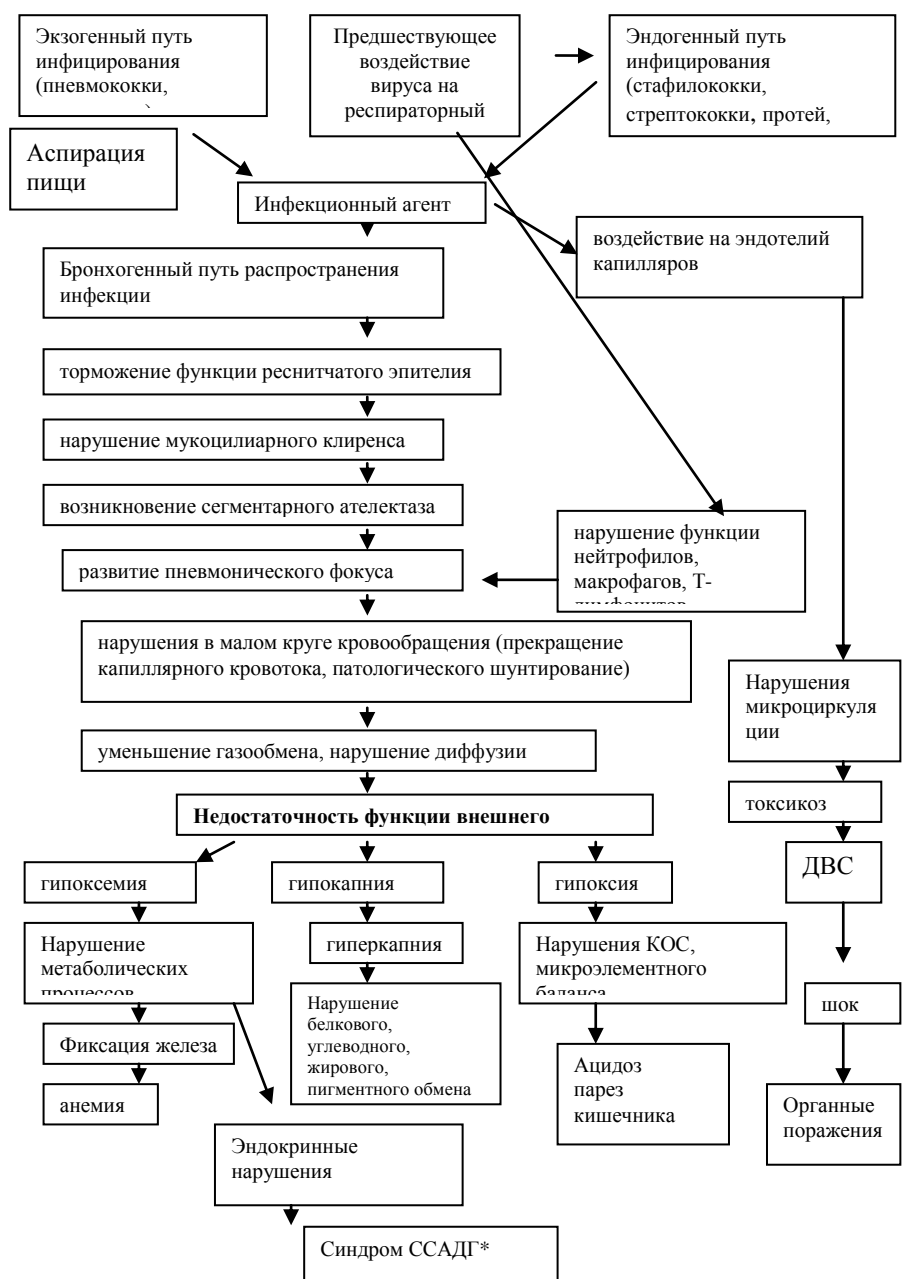 Экзогенный путь
инфицирования
(пневмококки,
Предшествующее
воздействие
вируса на
респираторный
Эндогенный путь
инфицирования
(стафилококки,
стрептококки, протей,
Аспирация
пищи
Инфекционный агент
воздействие на эндотелий
капилляров
Бронхогенный путь распространения
инфекции
торможение функции реснитчатого эпителия
нарушение мукоцилиарного клиренса
возникновение сегментарного ателектаза
нарушение функции
нейтрофилов,
макрофагов, Т-
лимфоцитов
развитие пневмонического фокуса
нарушения в малом круге кровообращения (прекращение
капиллярного кровотока, патологического шунтирование)
Нарушения
микроциркуля
ции
уменьшение газообмена, нарушение диффузии
токсикоз
Недостаточность функции внешнего
ДВС
гипоксемия
гипокапния
гипоксия
Нарушение
метаболических
процессов
гиперкапния
Нарушения КОС,
микроэлементного
баланса
Нарушение
белкового,
углеводного,
жирового,
пигментного обмена
шок
Фиксация железа
Ацидоз
парез
кишечника
анемия
Органные
поражения
Эндокринные
нарушения
Синдром ССАДГ*